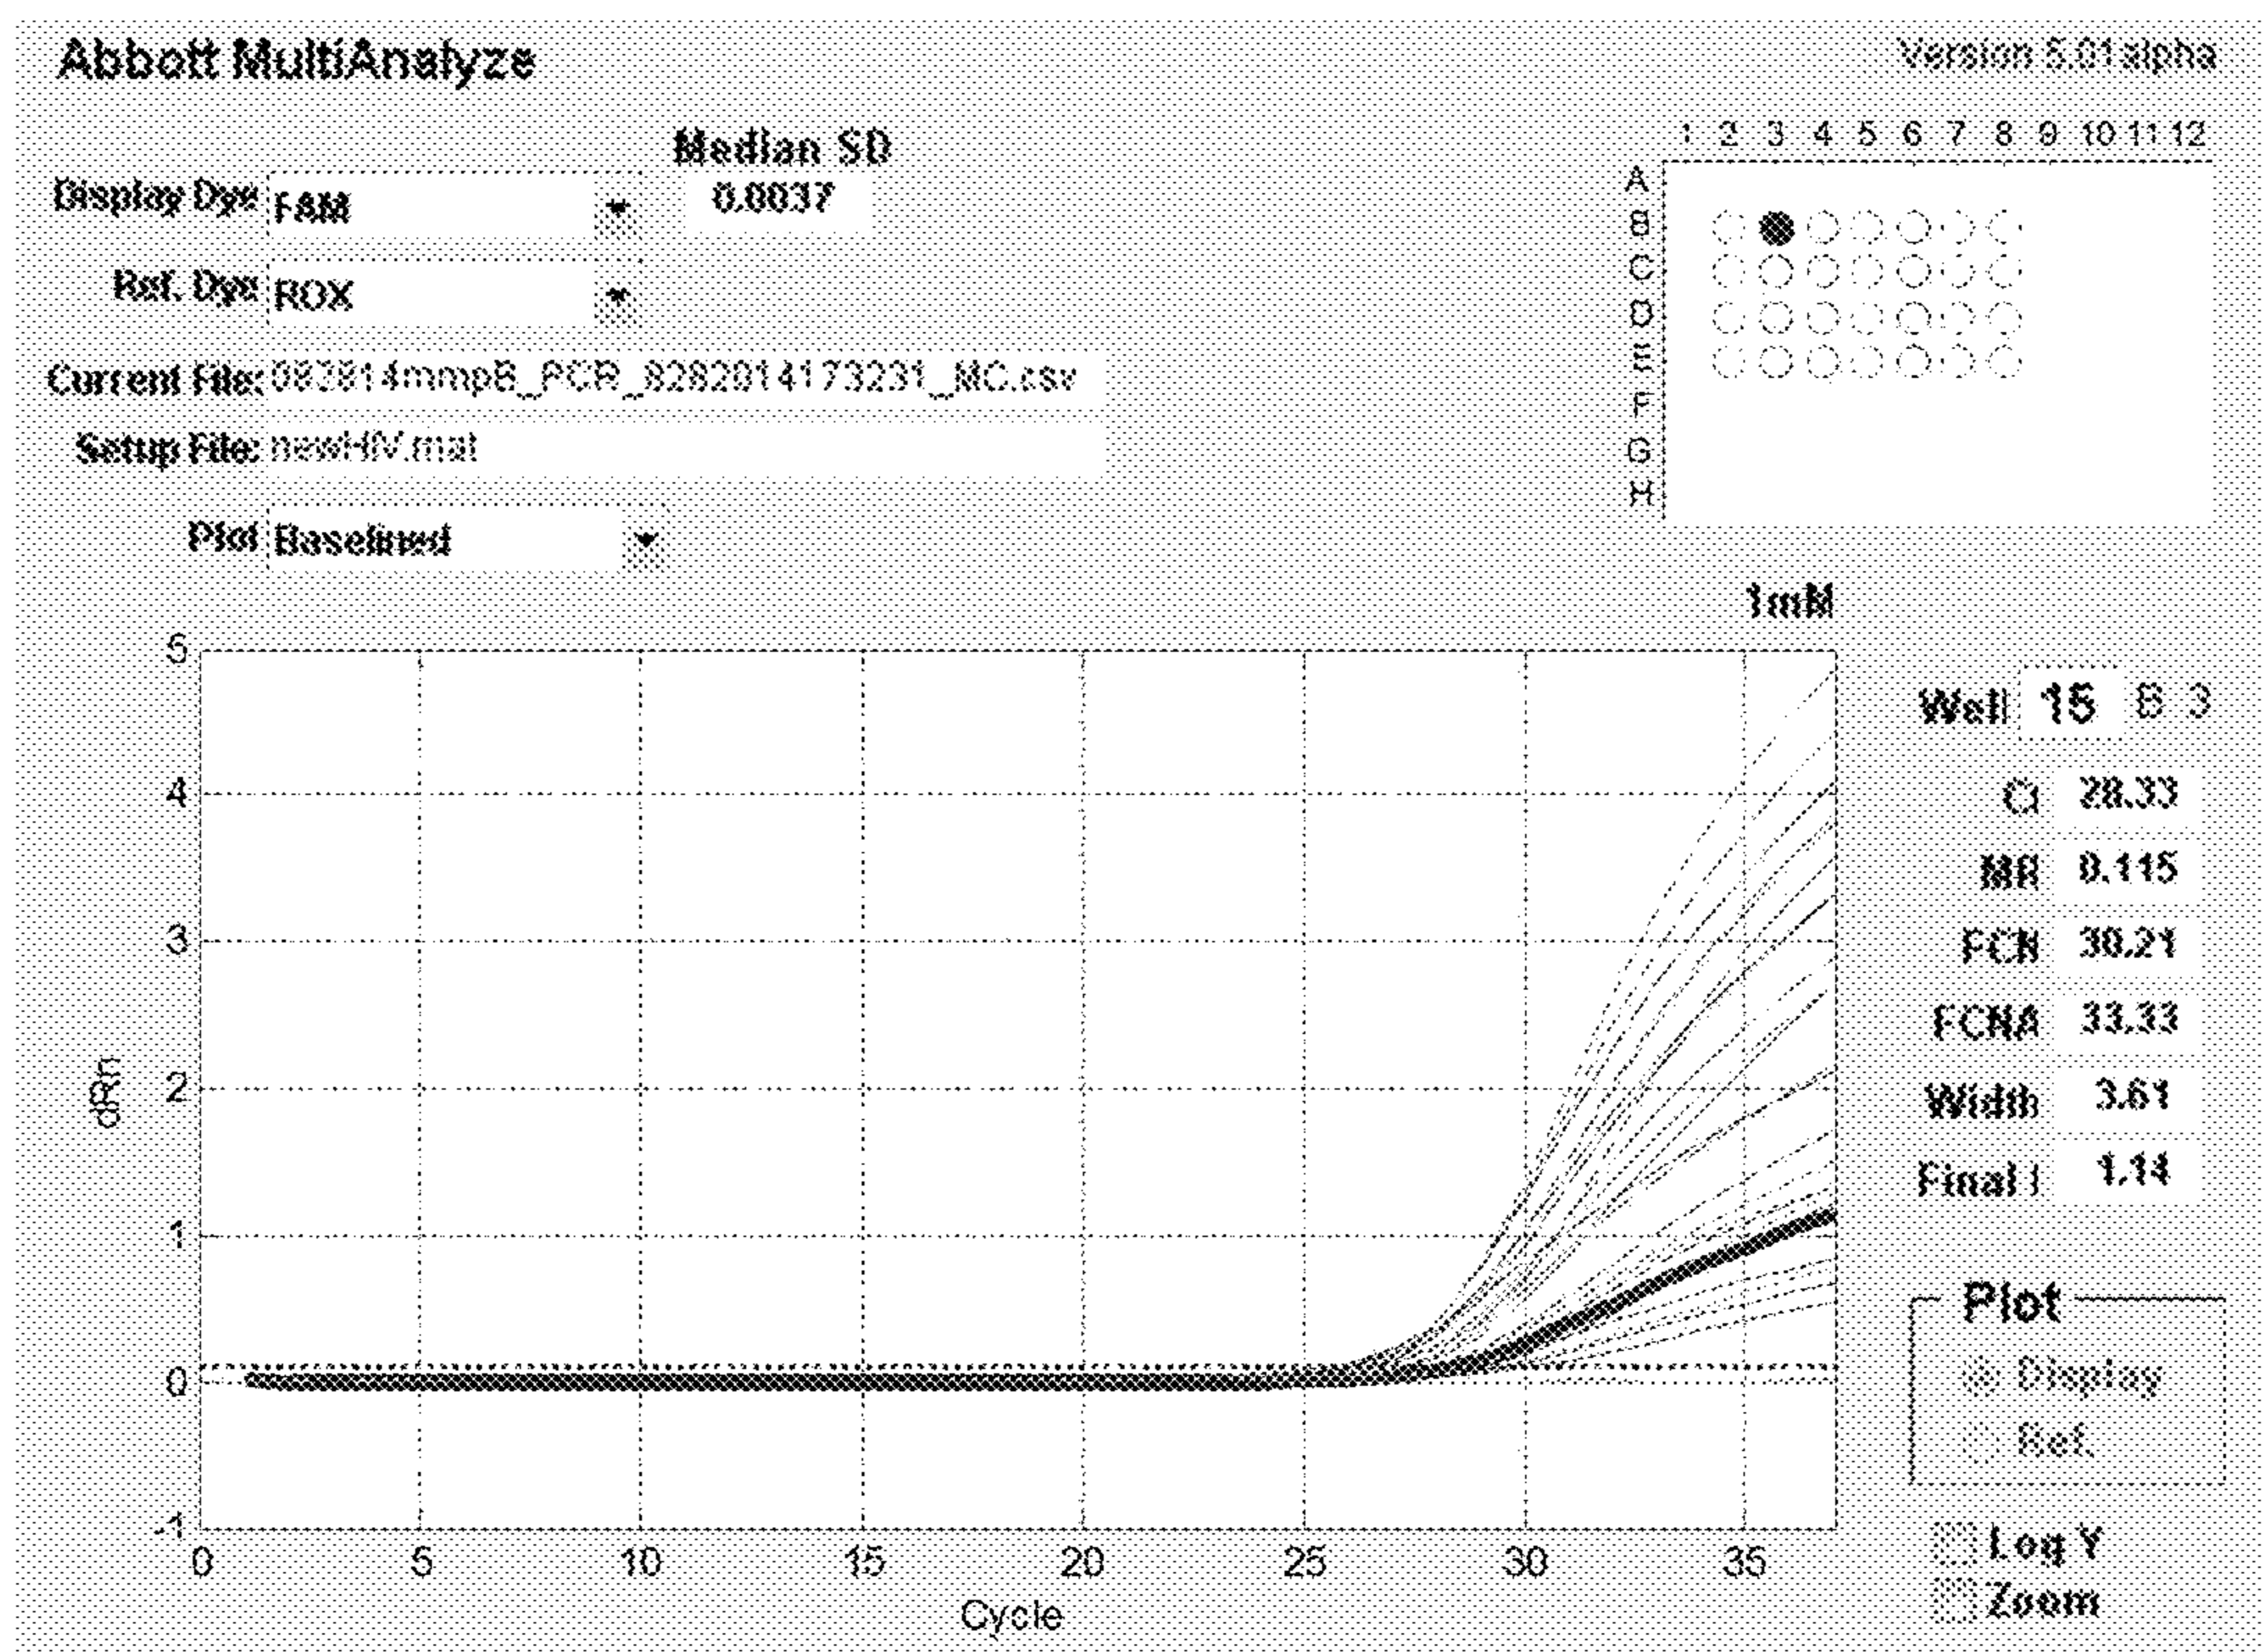 Abbott MultiAnalyze
Version 5.01alpha
Median SD
Display Dye FAM 0.0037
Ref. Dye ROX
Current File: 082814mmpB_PCR_8282014173231_MC.csv
Setup File: newHIV.mat
Plot Baselined
1 2 3 4 5 6 7 8 9 10 11 12
A
B
C
D
E
F
G
H
1mM
Well 15 B 3
Ct 28.33
MR 0.115
FCN 30.21
FCNA 33.33
Width 3.61
Final I 1.14
Plot
Display
Ref.
Log Y
Zoom
dRn
5
4
3
2
1
0
-1
0 5 10 15 20 25 30 35
Cycle